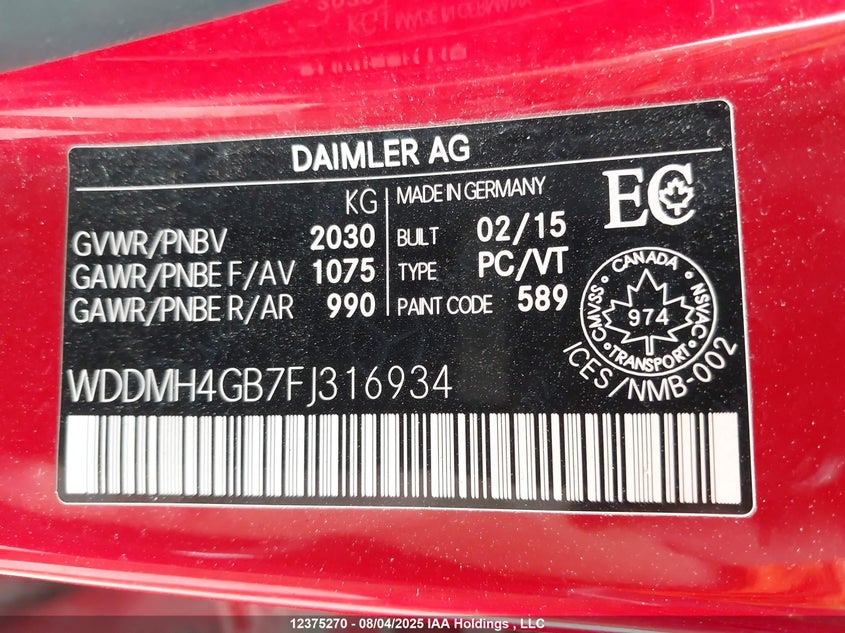 DAIMLER AG
KG
GVWR/PNBV 2030
GAWR/PNBE F/AV 1075
GAWR/PNBE R/AR 990
MADE IN GERMANY
BUILT 02/15
TYPE PC/VT
PAINT CODE 589
EC
CANADA
CMVSS 974 NSVAC
TRANSPORT
ICES/NMB-002
WDDMH4GB7FJ316934
12375270 - 08/04/2025 IAA Holdings , LLC